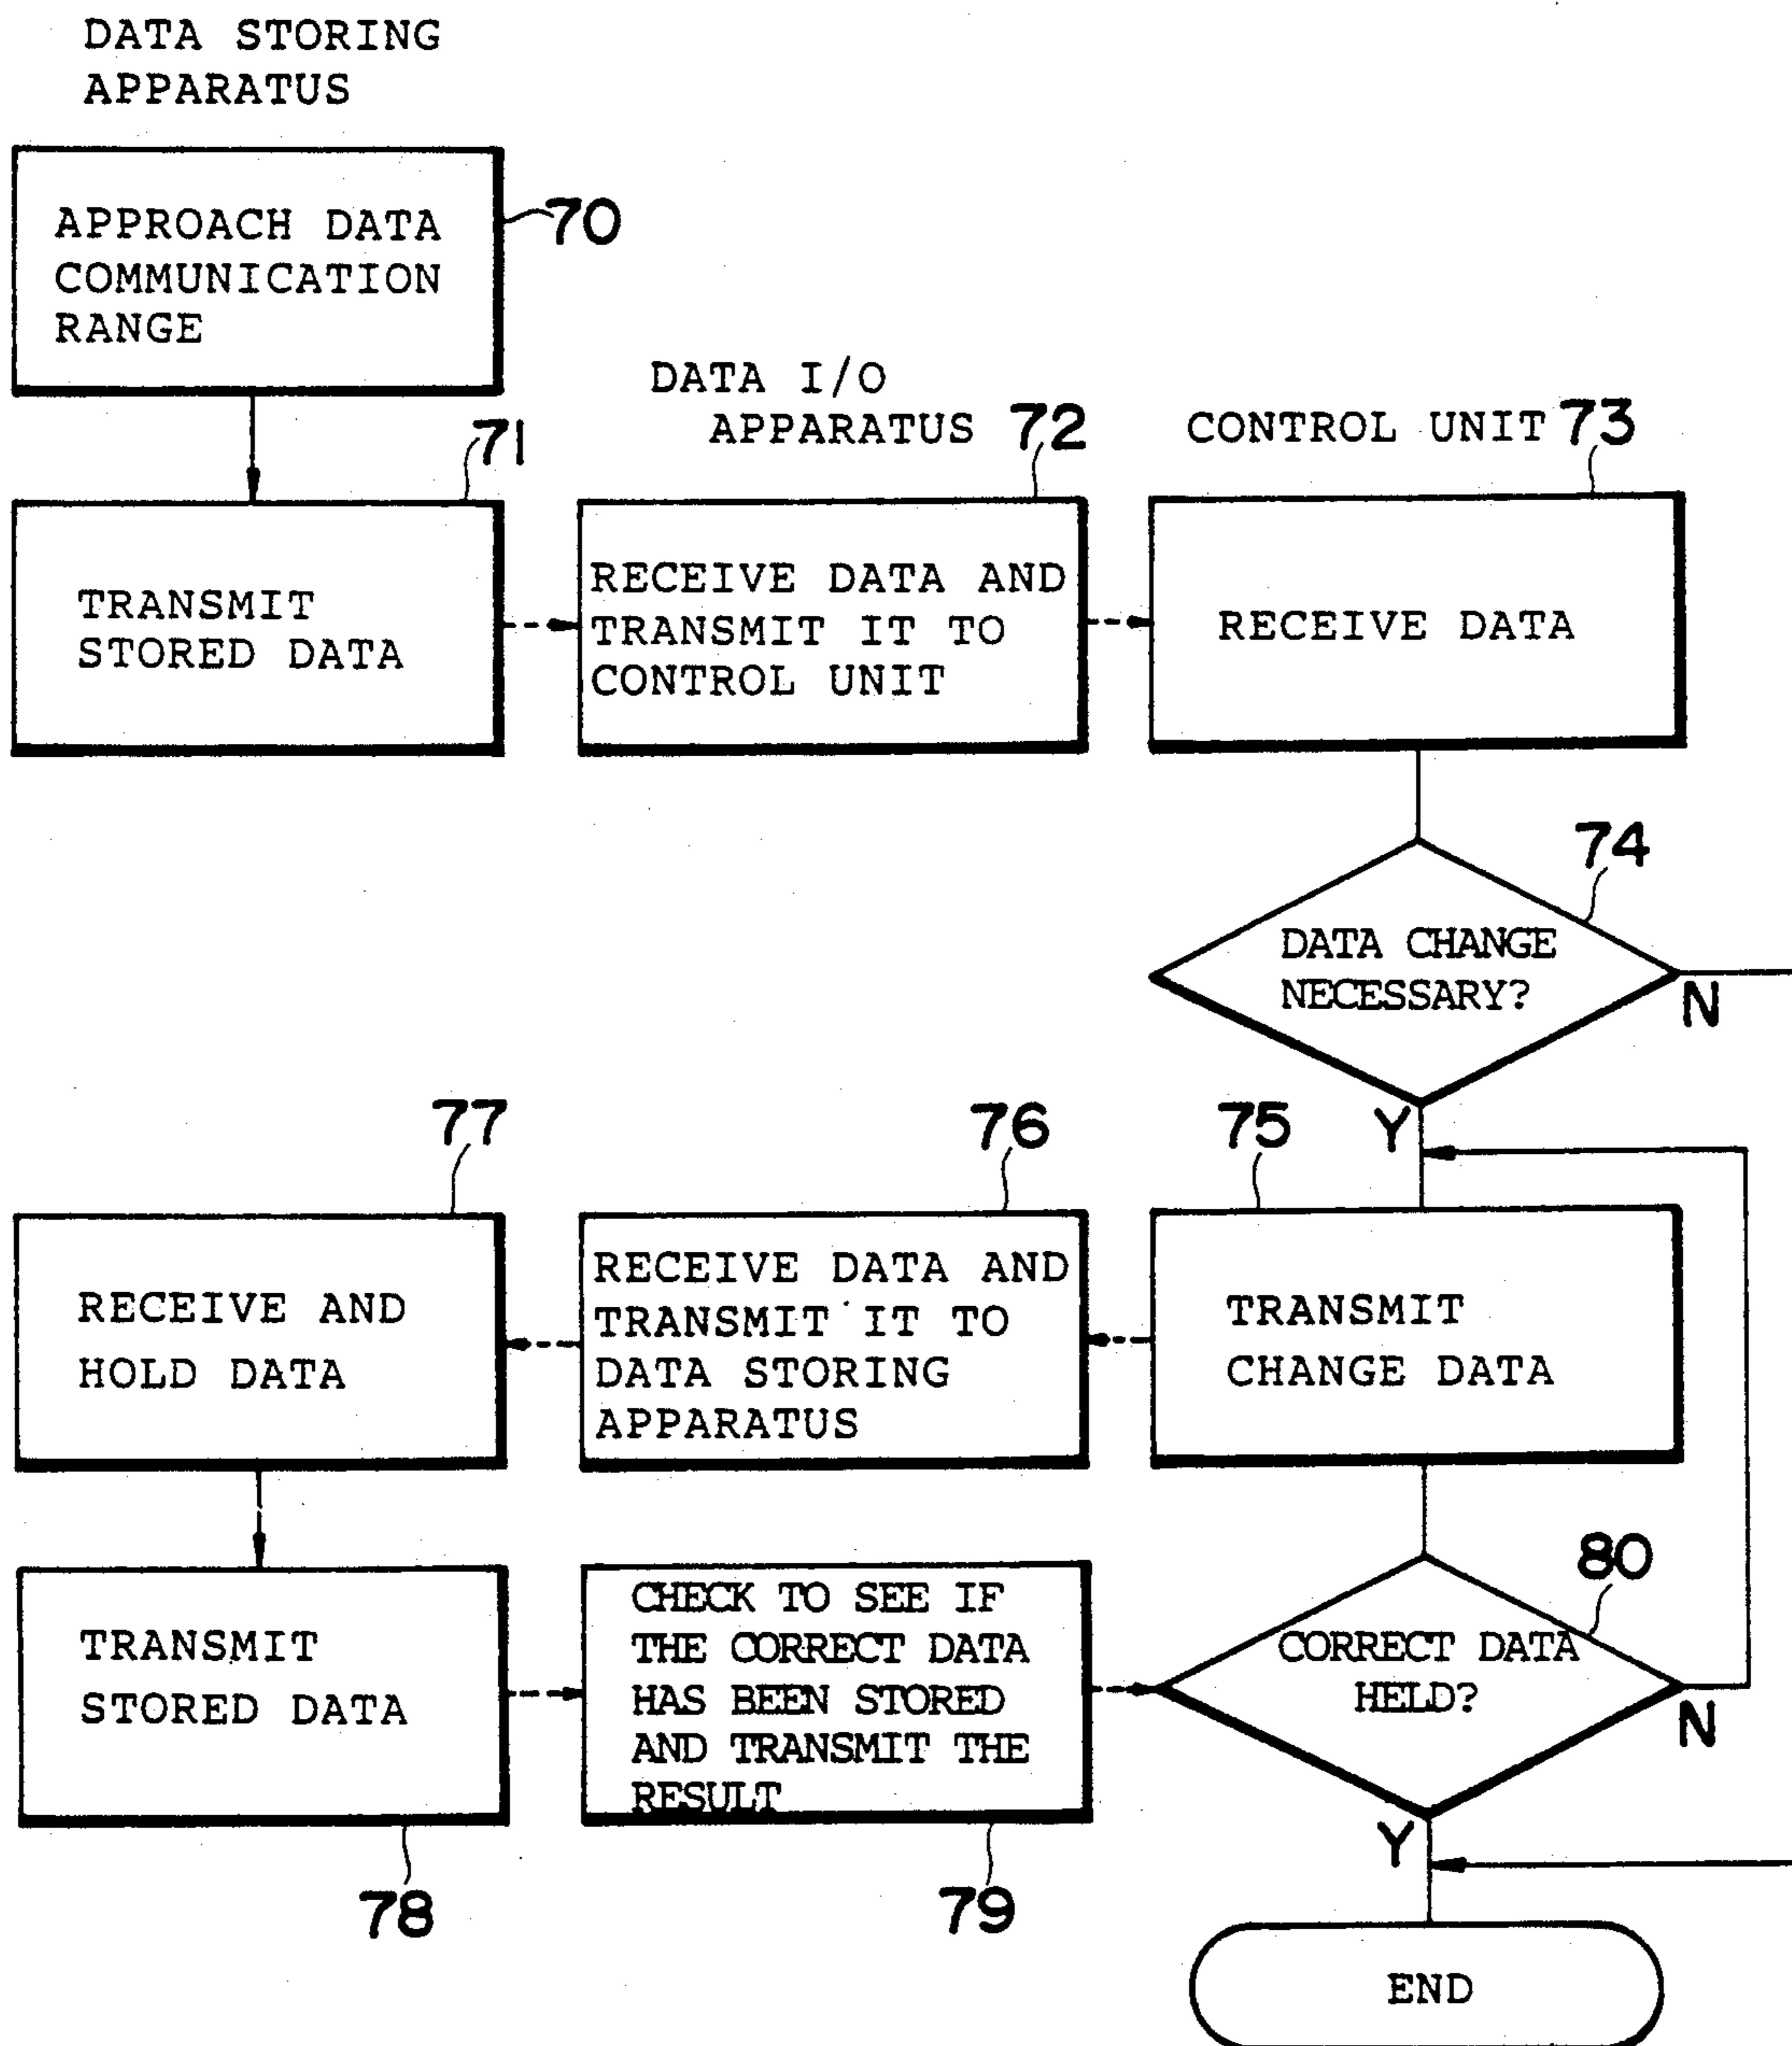 DATA STORING
APPARATUS
APPROACH DATA
COMMUNICATION
RANGE
70
DATA I/O
APPARATUS
71
72
CONTROL UNIT
73
TRANSMIT
STORED DATA
RECEIVE DATA AND
TRANSMIT IT TO
CONTROL UNIT
RECEIVE DATA
74
DATA CHANGE
NECESSARY?
N
Y
77
76
75
RECEIVE AND
HOLD DATA
RECEIVE DATA AND
TRANSMIT IT TO
DATA STORING
APPARATUS
TRANSMIT
CHANGE DATA
80
TRANSMIT
STORED DATA
CHECK TO SEE IF
THE CORRECT DATA
HAS BEEN STORED
AND TRANSMIT THE
RESULT
CORRECT DATA
HELD?
N
Y
78
79
END